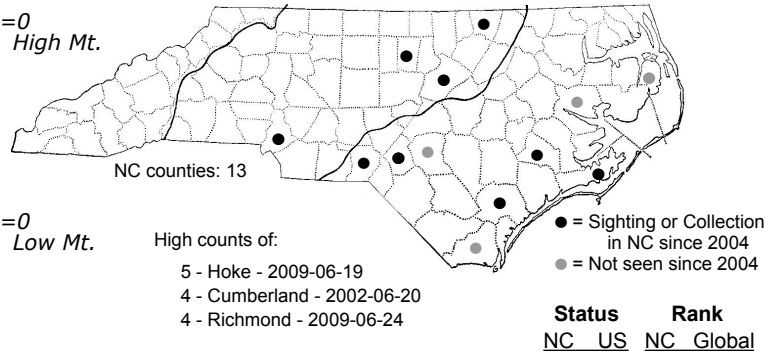 =0
High Mt.
NC counties: 13
=0
Low Mt.
High counts of:
5 - Hoke - 2009-06-19
4 - Cumberland - 2002-06-20
4 - Richmond - 2009-06-24
= Sighting or Collection
in NC since 2004
= Not seen since 2004
Status Rank
NC US NC Global